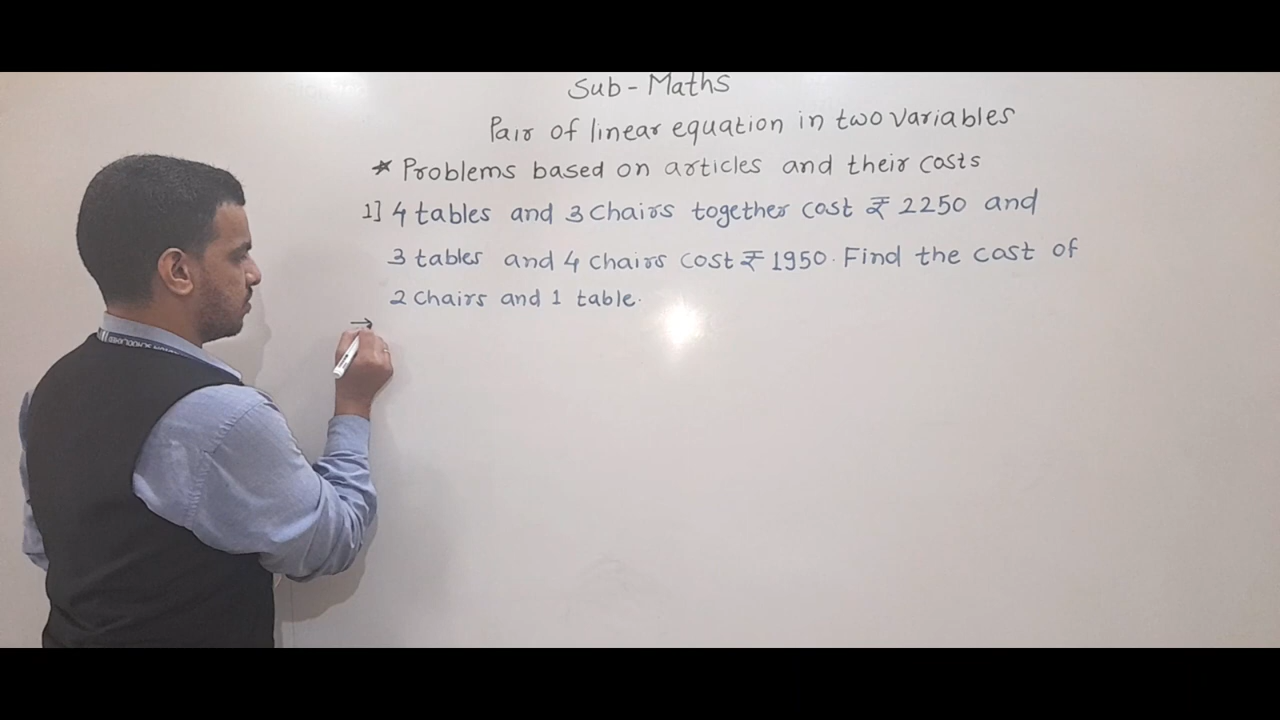 Sub - Maths
Pair of linear equation in two variables
* Problems based on articles and their costs
1] 4 tables and 3 Chairs together cost ₹ 2250 and
3 tables and 4 chairs cost ₹ 1950. Find the cost of
2 Chairs and 1 table.
→